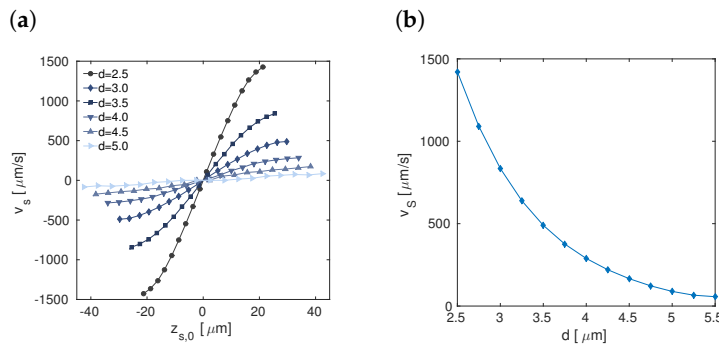 (a)
(b)
1500
1000
500
0
-500
-1000
-1500
v_s [ μm/s]
d=2.5
d=3.0
d=3.5
d=4.0
d=4.5
d=5.0
-40
-20
0
20
40
z_s,0 [ μm]
1500
1000
500
0
v_s [ μm/s]
2.5
3
3.5
4
4.5
5
5.5
d [ μm]